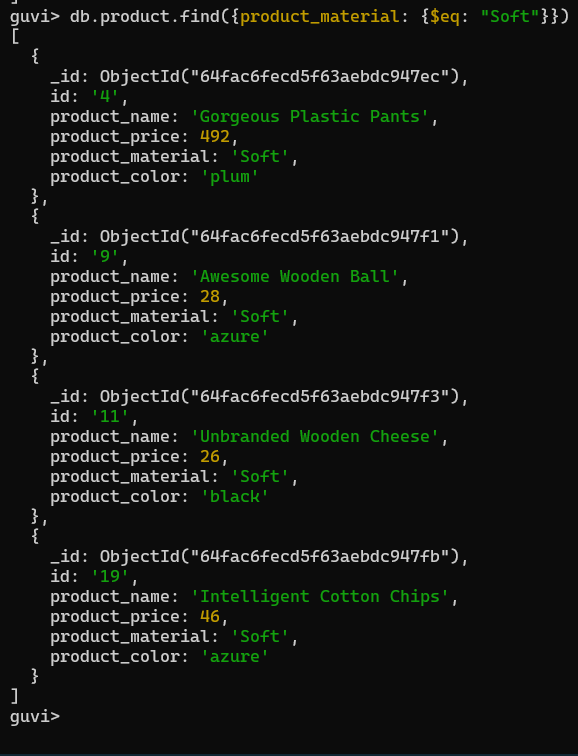 ]
guvi> db.product.find({product_material: {$eq: "Soft"}})
[
  {
    _id: ObjectId("64fac6fecd5f63aebdc947ec"),
    id: '4',
    product_name: 'Gorgeous Plastic Pants',
    product_price: 492,
    product_material: 'Soft',
    product_color: 'plum'
  },
  {
    _id: ObjectId("64fac6fecd5f63aebdc947f1"),
    id: '9',
    product_name: 'Awesome Wooden Ball',
    product_price: 28,
    product_material: 'Soft',
    product_color: 'azure'
  },
  {
    _id: ObjectId("64fac6fecd5f63aebdc947f3"),
    id: '11',
    product_name: 'Unbranded Wooden Cheese',
    product_price: 26,
    product_material: 'Soft',
    product_color: 'black'
  },
  {
    _id: ObjectId("64fac6fecd5f63aebdc947fb"),
    id: '19',
    product_name: 'Intelligent Cotton Chips',
    product_price: 46,
    product_material: 'Soft',
    product_color: 'azure'
  }
]
guvi>